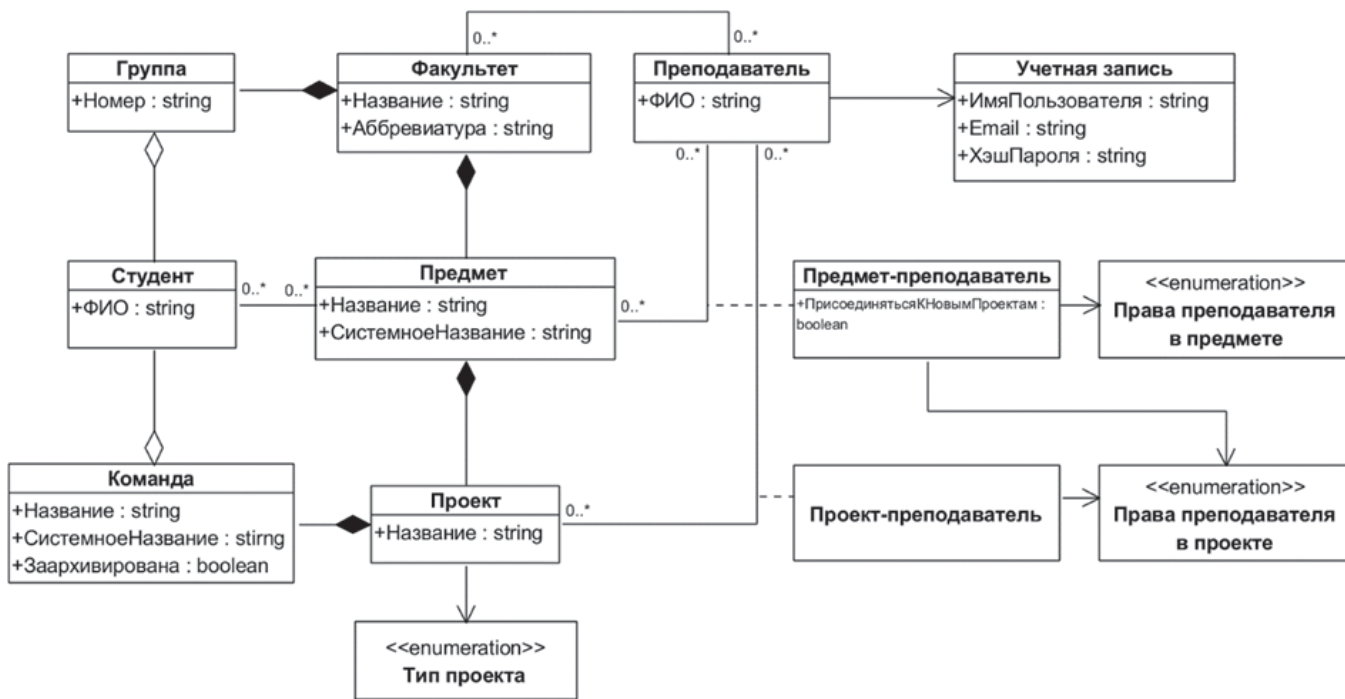 0..*
0..*
Группа
+Номер : string
Факультет
+Название : string
+Аббревиатура : string
Преподаватель
+ФИО : string
Учетная запись
+ИмяПользователя : string
+Email : string
+ХэшПароля : string
0..*
0..*
Студент
+ФИО : string
0..*
0..*
Предмет
+Название : string
+СистемноеНазвание : string
0..*
Предмет-преподаватель
+ПрисоединятьсяКНовымПроектам :
boolean
<<enumeration>>
Права преподавателя
в предмете
Команда
+Название : string
+СистемноеНазвание : stirng
+Заархивирована : boolean
Проект
+Название : string
0..*
Проект-преподаватель
<<enumeration>>
Права преподавателя
в проекте
<<enumeration>>
Тип проекта